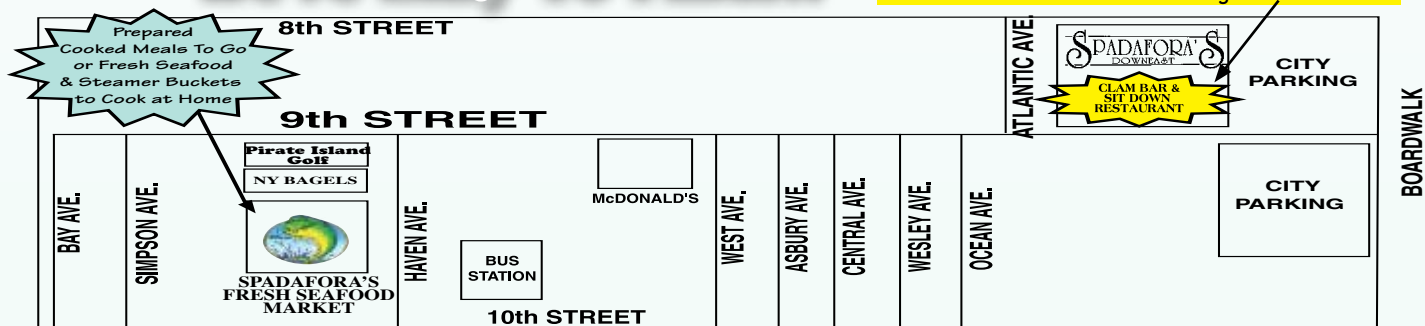 8th STREET
Prepared
Cooked Meals To Go
or Fresh Seafood
& Steamer Buckets
to Cook at Home
ATLANTIC AVE.
SPADAFORA'S
DOWNEAST
CLAM BAR &
SIT DOWN
RESTAURANT
CITY
PARKING
BOARDWALK
9th STREET
BAY AVE.
SIMPSON AVE.
Pirate Island
Golf
NY BAGELS
SPADAFORA'S
FRESH SEAFOOD
MARKET
HAVEN AVE.
BUS
STATION
McDONALD'S
WEST AVE.
ASBURY AVE.
CENTRAL AVE.
WESLEY AVE.
OCEAN AVE.
CITY
PARKING
10th STREET